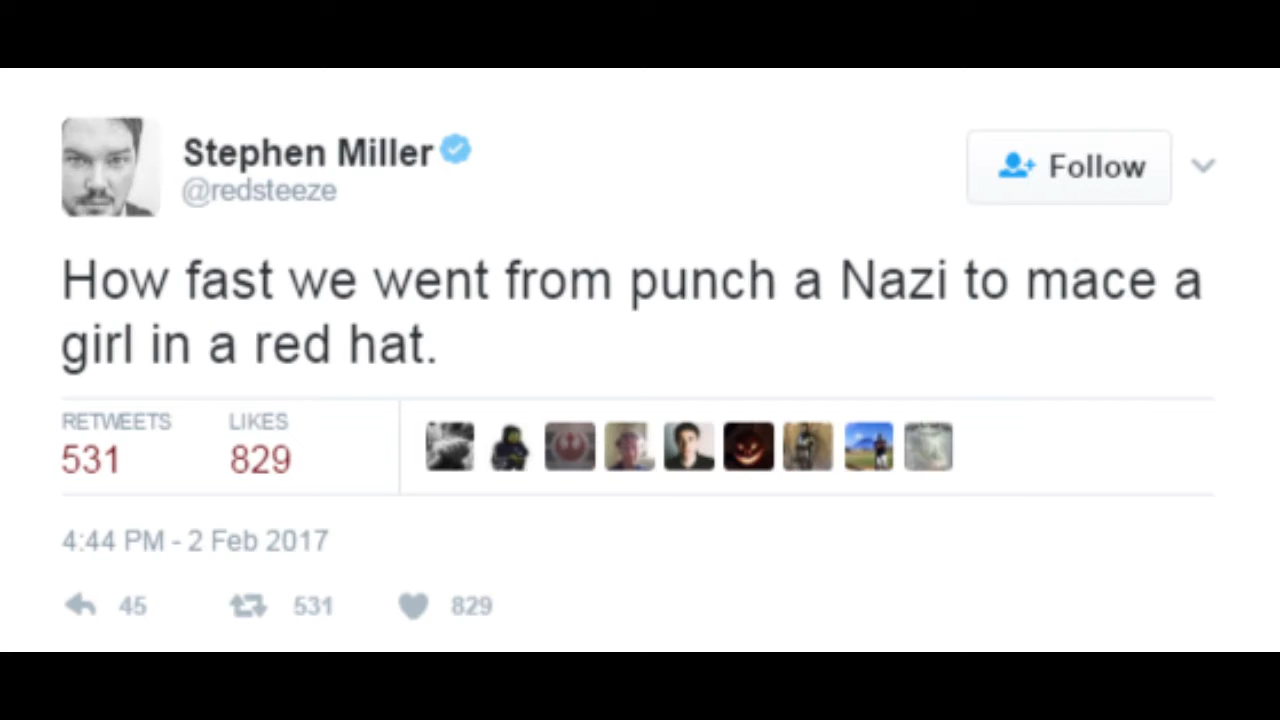 Stephen Miller
@redsteeze
Follow
How fast we went from punch a Nazi to mace a
girl in a red hat.
RETWEETS LIKES
531 829
4:44 PM - 2 Feb 2017
45 531 829